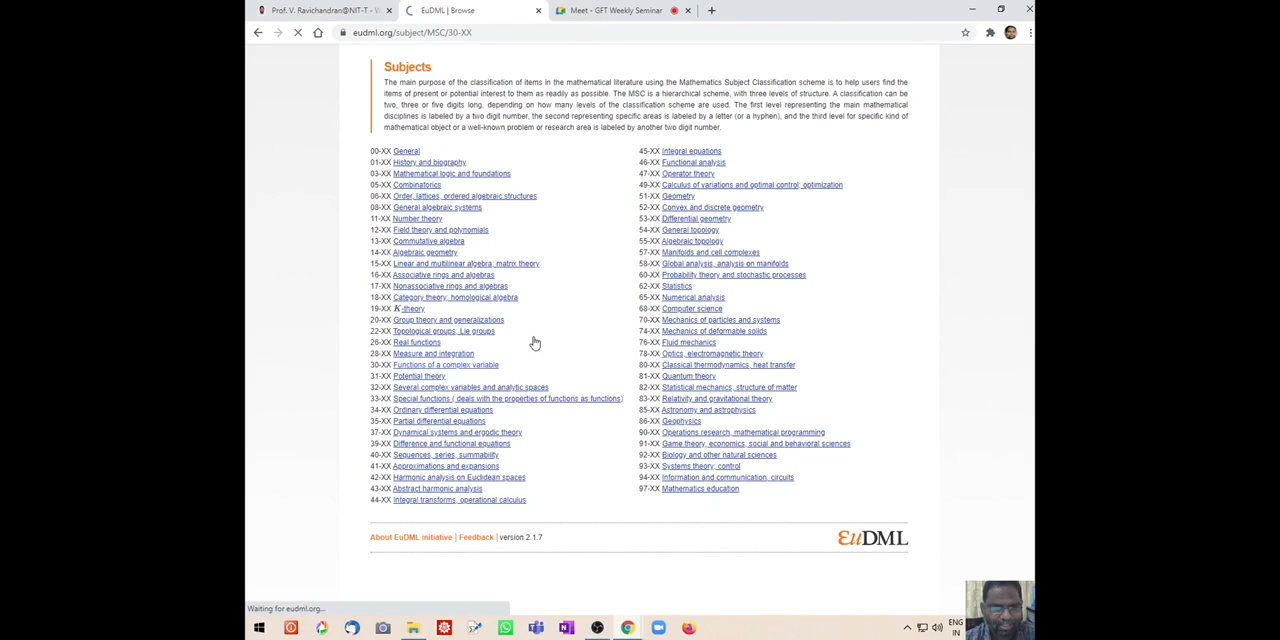 Prof. V. Ravichandran@NIT-T -
EuDML | Browse
Meet - GFT Weekly Seminar
eudml.org/subject/MSC/30-XX
Subjects
The main purpose of the classification of items in the mathematical literature using the Mathematics Subject Classification scheme is to help users find the
items of present or potential interest to them as readily as possible. The MSC is a hierarchical scheme, with three levels of structure. A classification can be
two, three or five digits long, depending on how many levels of the classification scheme are used. The first level representing the main mathematical
disciplines is labeled by a two digit number, the second representing specific areas is labeled by a letter (or a hyphen), and the third level for specific kind of
mathematical object or a well-known problem or research area is labeled by another two digit number.
00-XX General
01-XX History and biography
03-XX Mathematical logic and foundations
05-XX Combinatorics
06-XX Order, lattices, ordered algebraic structures
08-XX General algebraic systems
11-XX Number theory
12-XX Field theory and polynomials
13-XX Commutative algebra
14-XX Algebraic geometry
15-XX Linear and multilinear algebra, matrix theory
16-XX Associative rings and algebras
17-XX Nonassociative rings and algebras
18-XX Category theory, homological algebra
19-XX K-theory
20-XX Group theory and generalizations
22-XX Topological groups, Lie groups
26-XX Real functions
28-XX Measure and integration
30-XX Functions of a complex variable
31-XX Potential theory
32-XX Several complex variables and analytic spaces
33-XX Special functions ( deals with the properties of functions as functions)
34-XX Ordinary differential equations
35-XX Partial differential equations
37-XX Dynamical systems and ergodic theory
39-XX Difference and functional equations
40-XX Sequences, series, summability
41-XX Approximations and expansions
42-XX Harmonic analysis on Euclidean spaces
43-XX Abstract harmonic analysis
44-XX Integral transforms, operational calculus
45-XX Integral equations
46-XX Functional analysis
47-XX Operator theory
49-XX Calculus of variations and optimal control; optimization
51-XX Geometry
52-XX Convex and discrete geometry
53-XX Differential geometry
54-XX General topology
55-XX Algebraic topology
57-XX Manifolds and cell complexes
58-XX Global analysis, analysis on manifolds
60-XX Probability theory and stochastic processes
62-XX Statistics
65-XX Numerical analysis
68-XX Computer science
70-XX Mechanics of particles and systems
74-XX Mechanics of deformable solids
76-XX Fluid mechanics
78-XX Optics, electromagnetic theory
80-XX Classical thermodynamics, heat transfer
81-XX Quantum theory
82-XX Statistical mechanics, structure of matter
83-XX Relativity and gravitational theory
85-XX Astronomy and astrophysics
86-XX Geophysics
90-XX Operations research, mathematical programming
91-XX Game theory, economics, social and behavioral sciences
92-XX Biology and other natural sciences
93-XX Systems theory; control
94-XX Information and communication, circuits
97-XX Mathematics education
About EuDML initiative | Feedback | version 2.1.7
EuDML
Waiting for eudml.org...
ENG
IN